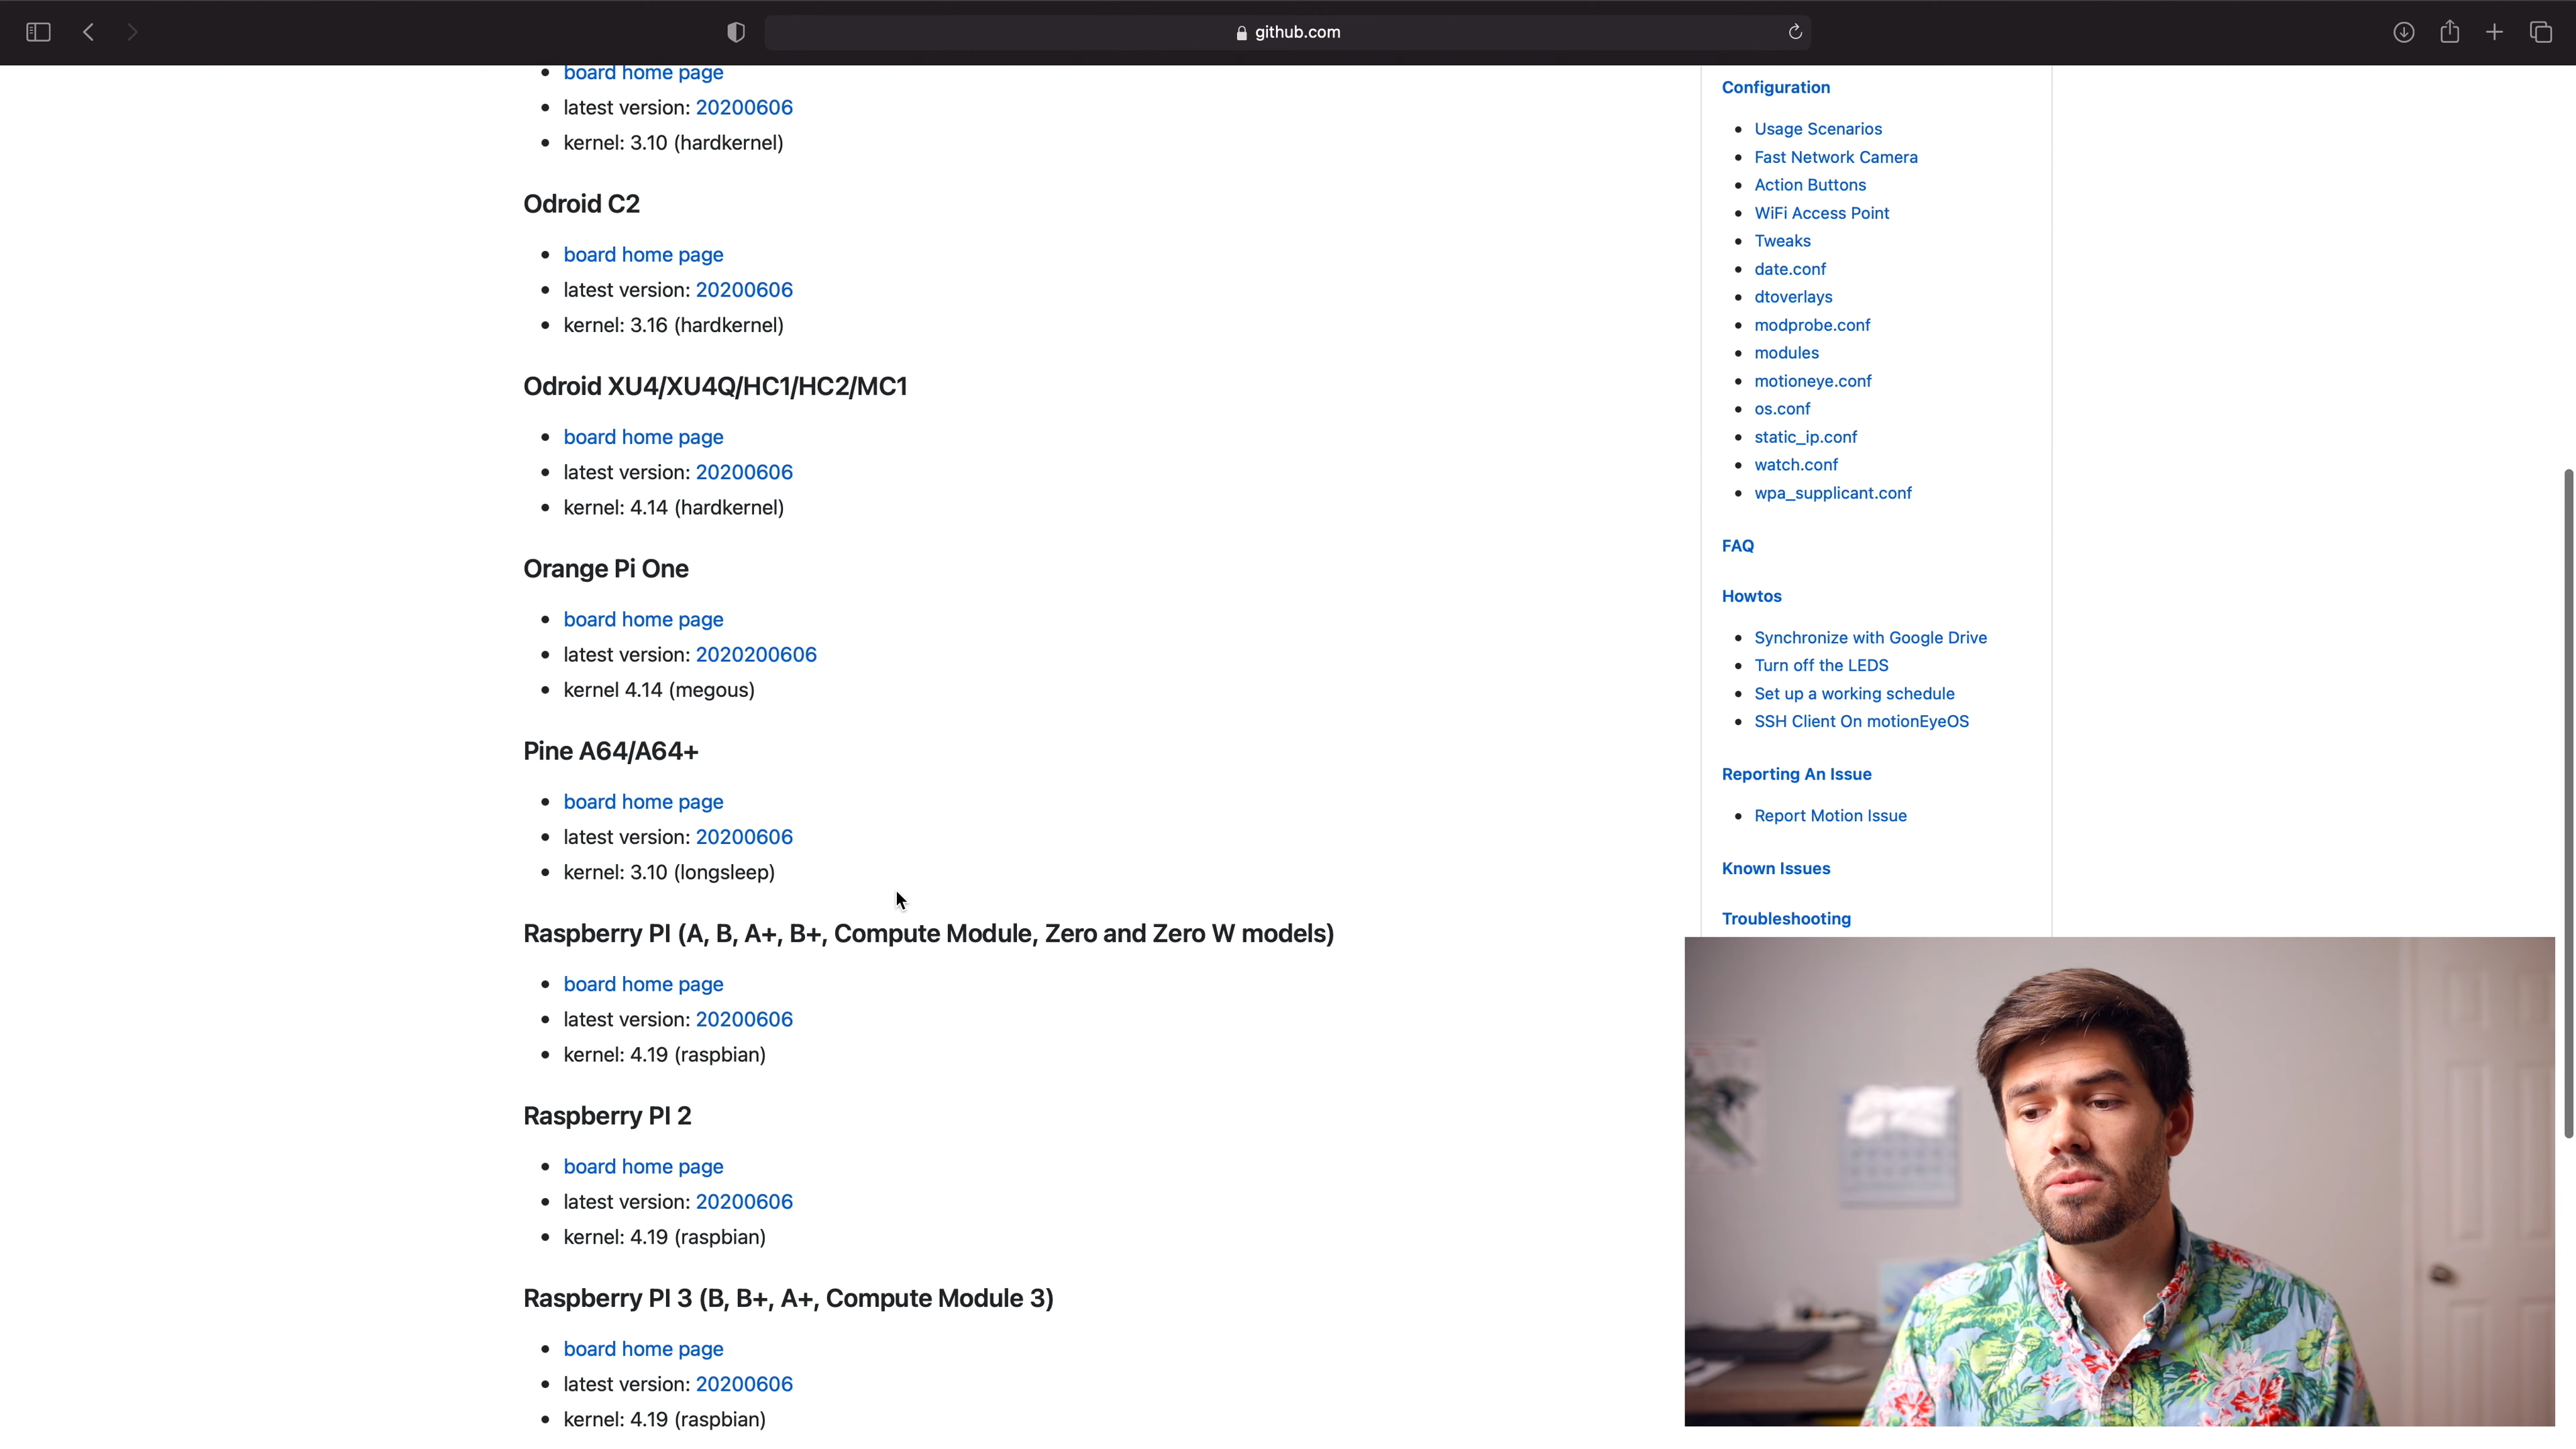 github.com
board home page
latest version: 20200606
kernel: 3.10 (hardkernel)
Odroid C2
board home page
latest version: 20200606
kernel: 3.16 (hardkernel)
Odroid XU4/XU4Q/HC1/HC2/MC1
board home page
latest version: 20200606
kernel: 4.14 (hardkernel)
Orange Pi One
board home page
latest version: 2020200606
kernel 4.14 (megous)
Pine A64/A64+
board home page
latest version: 20200606
kernel: 3.10 (longsleep)
Raspberry PI (A, B, A+, B+, Compute Module, Zero and Zero W models)
board home page
latest version: 20200606
kernel: 4.19 (raspbian)
Raspberry PI 2
board home page
latest version: 20200606
kernel: 4.19 (raspbian)
Raspberry PI 3 (B, B+, A+, Compute Module 3)
board home page
latest version: 20200606
kernel: 4.19 (raspbian)
Configuration
Usage Scenarios
Fast Network Camera
Action Buttons
WiFi Access Point
Tweaks
date.conf
dtoverlays
modprobe.conf
modules
motioneye.conf
os.conf
static_ip.conf
watch.conf
wpa_supplicant.conf
FAQ
Howtos
Synchronize with Google Drive
Turn off the LEDS
Set up a working schedule
SSH Client On motionEyeOS
Reporting An Issue
Report Motion Issue
Known Issues
Troubleshooting